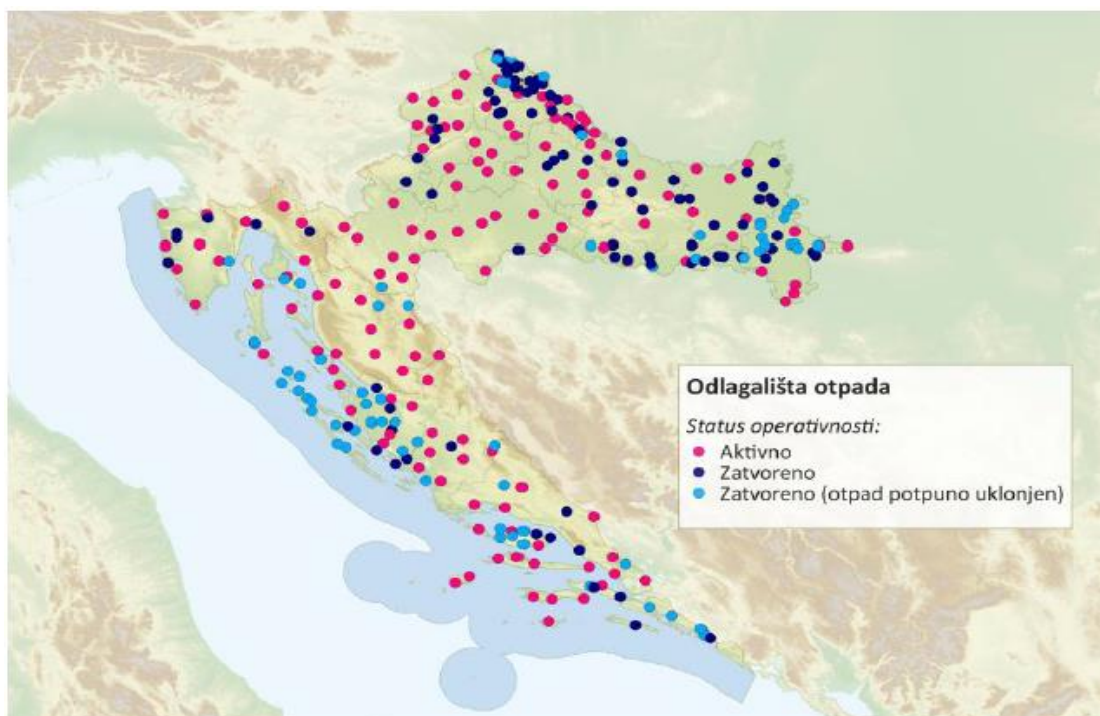 Odlagališta otpada
Status operativnosti:
Aktivno
Zatvoreno
Zatvoreno (otpad potpuno uklonjen)